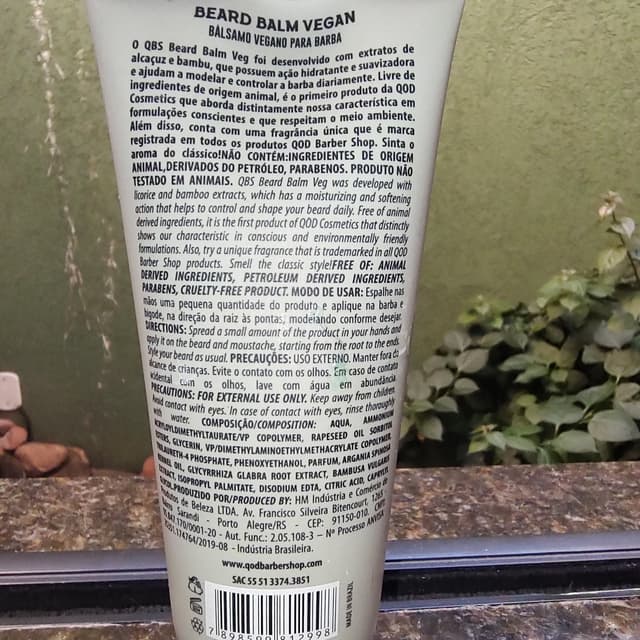 BEARD BALM VEGAN
BÁLSAMO VEGANO PARA BARBA
O QBS Beard Balm Veg foi desenvolvido com extratos de
alcaçuz e bambu, que possuem ação hidratante e suavizadora
e ajudam a modelar e controlar a barba diariamente. Livre de
ingredientes de origem animal, é o primeiro produto da QOD
Cosmetics que aborda distintamente nossa característica em
formulações conscientes e que respeitam o meio ambiente.
Além disso, conta com uma fragrância única que é marca
registrada em todos os produtos QOD Barber Shop. Sinta o
aroma do clássico!NÃO CONTÉM:INGREDIENTES DE ORIGEM
ANIMAL,DERIVADOS DO PETRÓLEO, PARABENOS. PRODUTO NÃO
TESTADO EM ANIMAIS. QBS Beard Balm Veg was developed with
licorice and bamboo extracts, which has a moisturizing and softening
action that helps to control and shape your beard daily. Free of animal
derived ingredients, it is the first product of QOD Cosmetics that distinctly
shows our characteristic in conscious and environmentally friendly
formulations. Also, try a unique fragrance that is trademarked in all QOD
Barber Shop products. Smell the classic style!FREE OF: ANIMAL
DERIVED INGREDIENTS, PETROLEUM DERIVED INGREDIENTS,
PARABENS, CRUELTY-FREE PRODUCT. MODO DE USAR: Espalhe nas
mãos uma pequena quantidade do produto e aplique na barba e
bigode, na direção da raiz às pontas, modelando conforme desejar.
DIRECTIONS: Spread a small amount of the product in your hands and
apply it on the beard and moustache, starting from the root to the ends.
Style your beard as usual. PRECAUÇÕES: USO EXTERNO. Manter fora do
alcance de crianças. Evite o contato com os olhos. Em caso de contato
acidental com os olhos, lave com água em abundância.
PRECAUTIONS: FOR EXTERNAL USE ONLY. Keep away from children.
Avoid contact with eyes. In case of contact with eyes, rinse thoroughly
with water. COMPOSIÇÃO/COMPOSITION: AQUA, AMMONIUM
ACRYLOYLDIMETHYLTAURATE/VP COPOLYMER, RAPESEED OIL SORBITOL
ESTERS, GLYCERIN, VP/DIMETHYLAMINOETHYLMETHACRYLATE COPOLYMER,
TRILAURETH-4 PHOSPHATE, PHENOXYETHANOL, PARFUM, ARGANIA SPINOSA
KERNEL OIL, GLYCYRRHIZA GLABRA ROOT EXTRACT, BAMBUSA VULGARIS
EXTRACT, ISOPROPYL PALMITATE, DISODIUM EDTA, CITRIC ACID, CAPRYLYL
GLYCOL.PRODUZIDO POR/PRODUCED BY: HM Indústria e Comércio de
Produtos de Beleza LTDA. Av. Francisco Silveira Bitencourt, 1265
Sarandi - Porto Alegre/RS - CEP: 91150-010. CNPJ
170/0001-20 - Aut. Func.: 2.05.108-3 – Nº Processo ANVISA
174764/2019-08 - Indústria Brasileira.
www.qodbarbershop.com
SAC 55 51 3374.3851
MADE IN BRAZIL
7 898500 812998